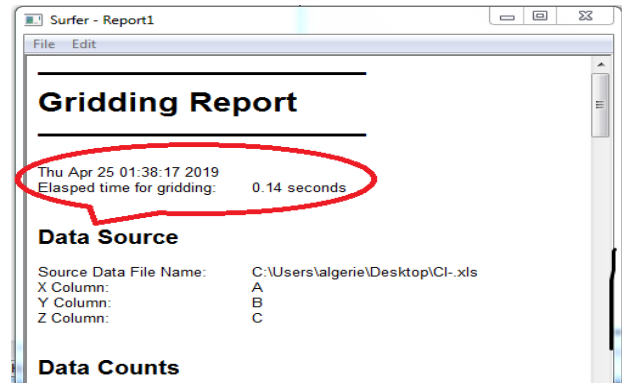 Surfer - Report1
File Edit
Gridding Report
Thu Apr 25 01:38:17 2019
Elasped time for gridding: 0.14 seconds
Data Source
Source Data File Name: C:\Users\algerie\Desktop\Cl-.xls
X Column: A
Y Column: B
Z Column: C
Data Counts